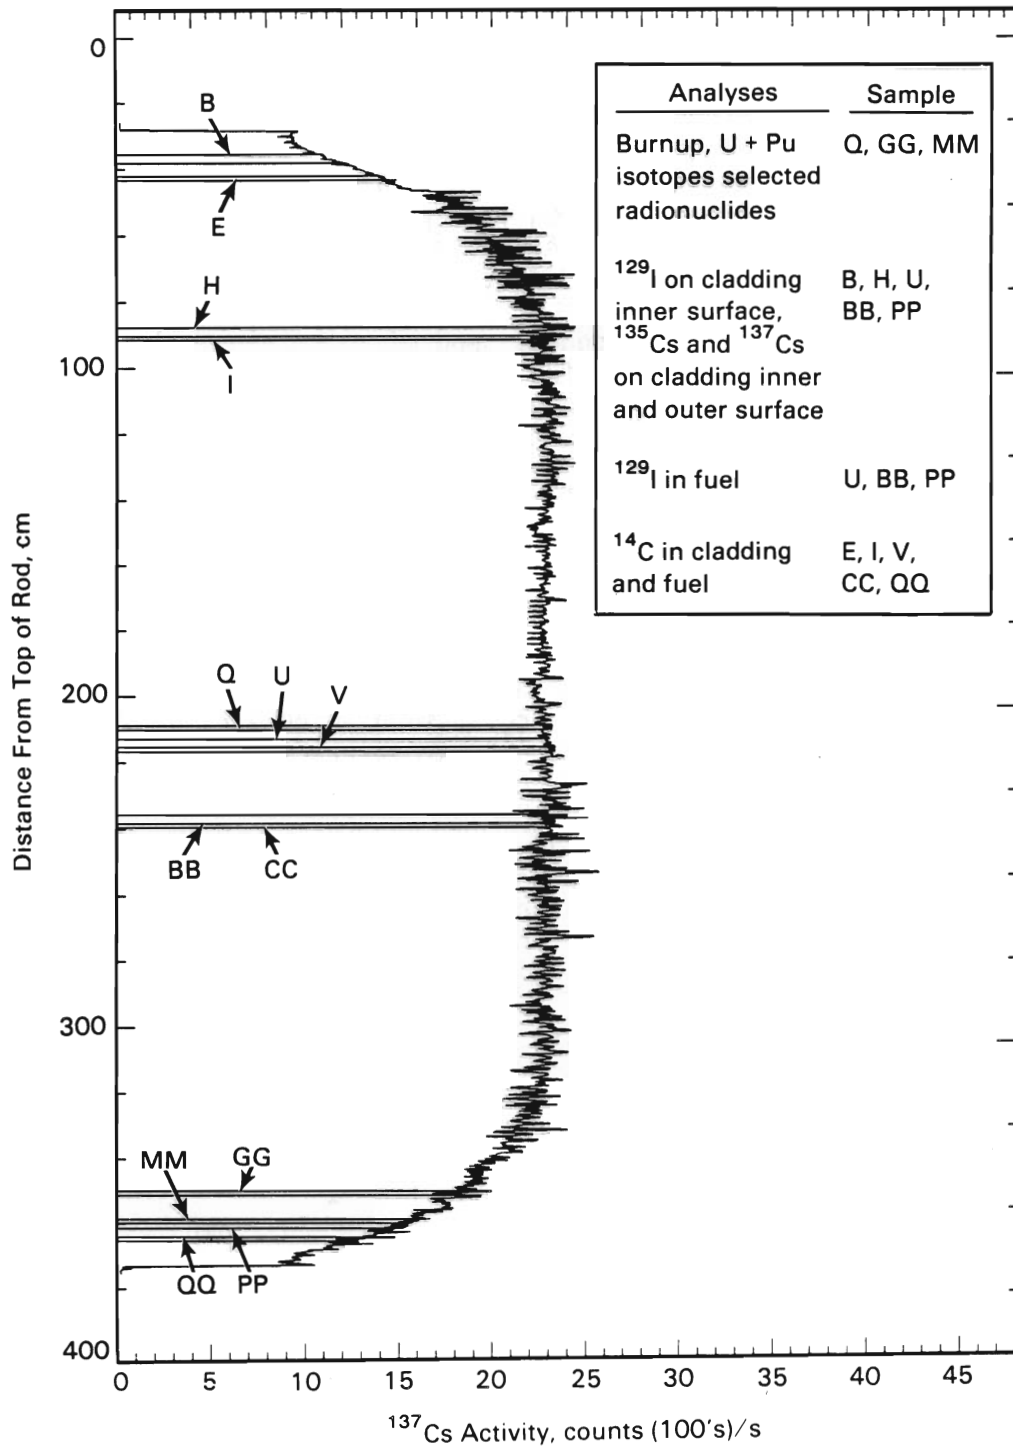 0
100
200
300
400
Distance From Top of Rod, cm
0 5 10 15 20 25 30 35 40 45
¹³⁷Cs Activity, counts (100's)/s
B
E
H
I
Q U V
BB CC
MM GG
QQ PP
Analyses Sample
Burnup, U + Pu Q, GG, MM
isotopes selected
radionuclides
¹²⁹I on cladding B, H, U,
inner surface, BB, PP
¹³⁵Cs and ¹³⁷Cs
on cladding inner
and outer surface
¹²⁹I in fuel U, BB, PP
¹⁴C in cladding E, I, V,
and fuel CC, QQ